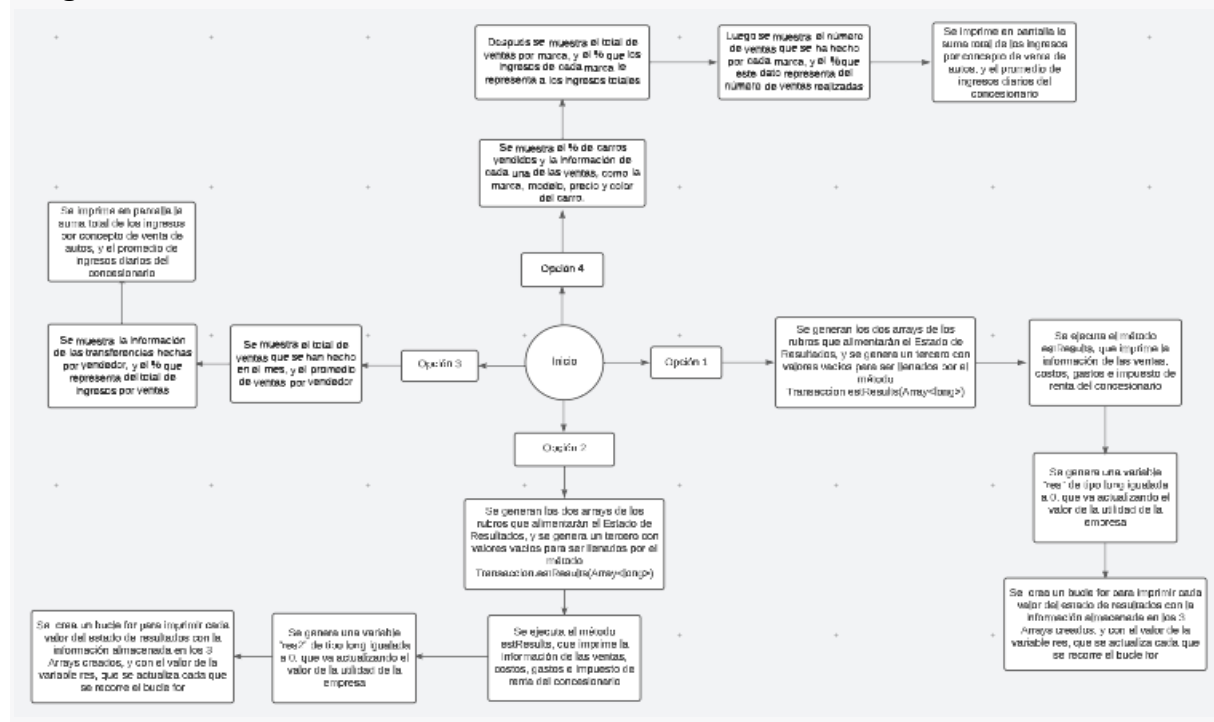 Después se muestra el total de
ventas por marca, y el % que los
ingresos de cada marca le
representa a los ingresos totales
Luego se muestra el número
de ventas que se ha hecho
por cada marca, y el % que
este dato representa del
número de ventas realizadas
Se imprime en pantalla la
suma total de los ingresos
por concepto de venta de
autos, y el promedio de
ingresos diarios del
concesionario
Se muestra el % de carros
vendidos y la información de
cada una de las ventas, como la
marca, modelo, precio y color
del carro.
Opción 4
Se imprime en pantalla la
suma total de los ingresos
por concepto de venta de
autos, y el promedio de
ingresos diarios del
concesionario
Se muestra la información
de las transferencias hechas
por vendedor, y el % que
representa del total de
ingresos por ventas
Se muestra el total de
ventas que se han hecho
en el mes, y el promedio
de ventas por vendedor
Opción 3
Inicio
Opción 1
Se generan los dos arrays de los
rubros que alimentarán el Estado de
Resultados, y se genera un tercero con
valores vacíos para ser llenados por el
método
Transaccion.estResults(Array<long>)
Se ejecuta el método
estResults, que imprime la
información de las ventas,
costos, gastos e impuesto de
renta del concesionario
Se genera una variable
"res" de tipo long igualada
a 0, que va actualizando el
valor de la utilidad de la
empresa
Se crea un bucle for para imprimir cada
valor del estado de resultados con la
información almacenada en los 3
Arrays creados, y con el valor de la
variable res, que se actualiza cada que
se recorre el bucle for
Opción 2
Se generan los dos arrays de los
rubros que alimentarán el Estado de
Resultados, y se genera un tercero con
valores vacíos para ser llenados por el
método
Transaccion.estResults(Array<long>)
Se ejecuta el método
estResults, que imprime la
información de las ventas,
costos, gastos e impuesto de
renta del concesionario
Se genera una variable
"res2" de tipo long igualada
a 0, que va actualizando el
valor de la utilidad de la
empresa
Se crea un bucle for para imprimir cada
valor del estado de resultados con la
información almacenada en los 3
Arrays creados, y con el valor de la
variable res, que se actualiza cada que
se recorre el bucle for